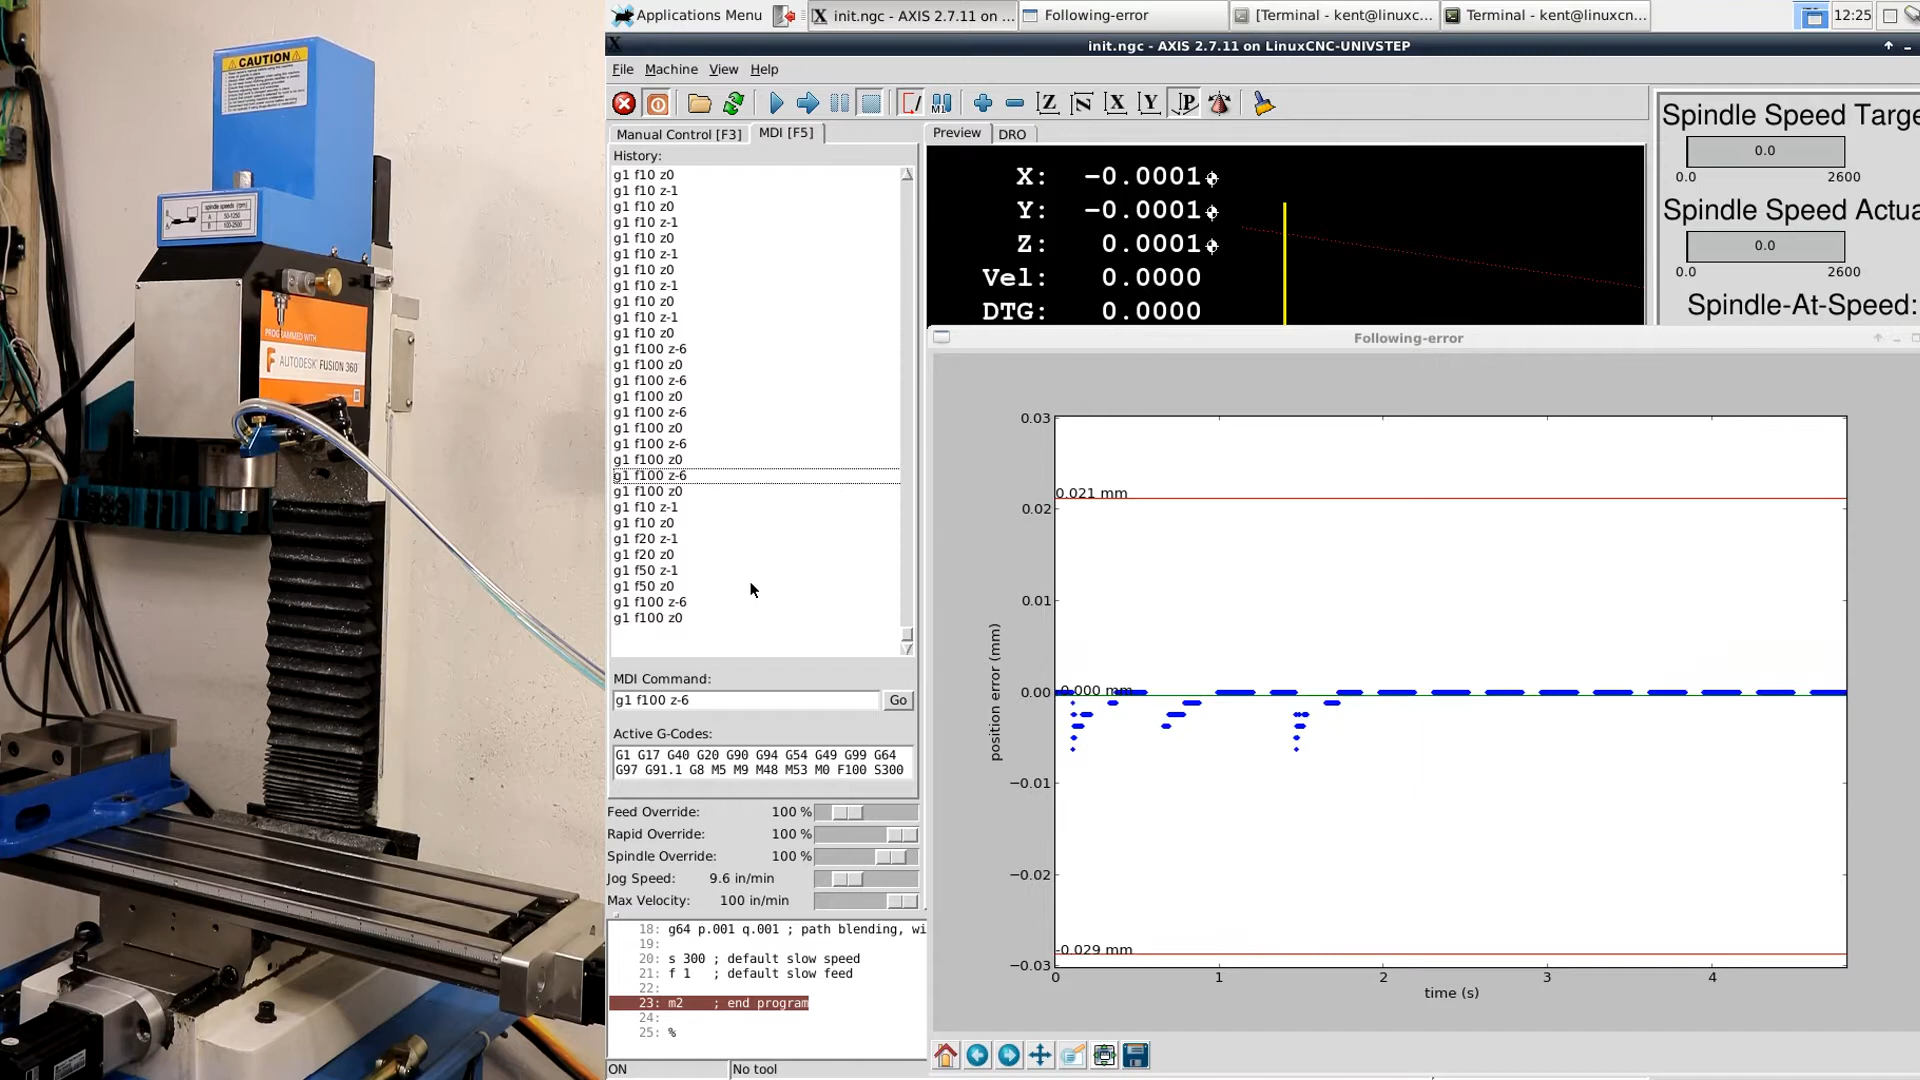 Applications Menu
init.ngc - AXIS 2.7.11 on ...
Following-error
[Terminal - kent@linuxc...
Terminal - kent@linuxcn...
12:25
init.ngc - AXIS 2.7.11 on LinuxCNC-UNIVSTEP
File Machine View Help
Manual Control [F3]
MDI [F5]
History:
g1 f10 z0
g1 f10 z-1
g1 f10 z0
g1 f10 z-1
g1 f10 z0
g1 f10 z-1
g1 f10 z0
g1 f10 z-1
g1 f10 z0
g1 f10 z-1
g1 f10 z0
g1 f100 z-6
g1 f100 z0
g1 f100 z-6
g1 f100 z0
g1 f100 z-6
g1 f100 z0
g1 f100 z-6
g1 f100 z0
g1 f100 z-6
g1 f100 z0
g1 f10 z-1
g1 f10 z0
g1 f20 z-1
g1 f20 z0
g1 f50 z-1
g1 f50 z0
g1 f100 z-6
g1 f100 z0
MDI Command:
g1 f100 z-6
Go
Active G-Codes:
G1 G17 G40 G20 G90 G94 G54 G49 G99 G64
G97 G91.1 G8 M5 M9 M48 M53 M0 F100 S300
Feed Override: 100 %
Rapid Override: 100 %
Spindle Override: 100 %
Jog Speed: 9.6 in/min
Max Velocity: 100 in/min
18: g64 p.001 q.001 ; path blending, wi
19:
20: s 300 ; default slow speed
21: f 1 ; default slow feed
22:
23: m2 ; end program
24:
25: %
ON
No tool
Preview
DRO
X: -0.0001
Y: -0.0001
Z: 0.0001
Vel: 0.0000
DTG: 0.0000
Spindle Speed Targe
0.0
0.0 2600
Spindle Speed Actua
0.0
0.0 2600
Spindle-At-Speed:
Following-error
0.03
0.02
0.01
0.00
−0.01
−0.02
−0.03
0.021 mm
0.000 mm
-0.029 mm
position error (mm)
0 1 2 3 4
time (s)
CAUTION
spindle speeds (rpm)
A 50-1250
B 100-2500
PROGRAMMED WITH
F
AUTODESK FUSION 360